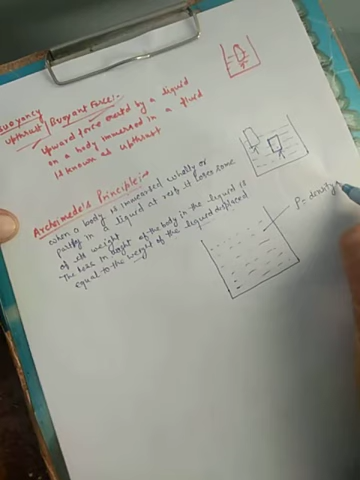 Buoyancy
upthrust Buoyant Force:-
Upward force exerted by a liquid
on a body immersed in a fluid
is known as upthrust
Archimede's Principle:-
when a body is immersed wholly or
partly in a liquid at rest it loses some
of its weight
The loss in weight of the body in the liquid is
equal to the weight of the liquid displaced
ρ = density